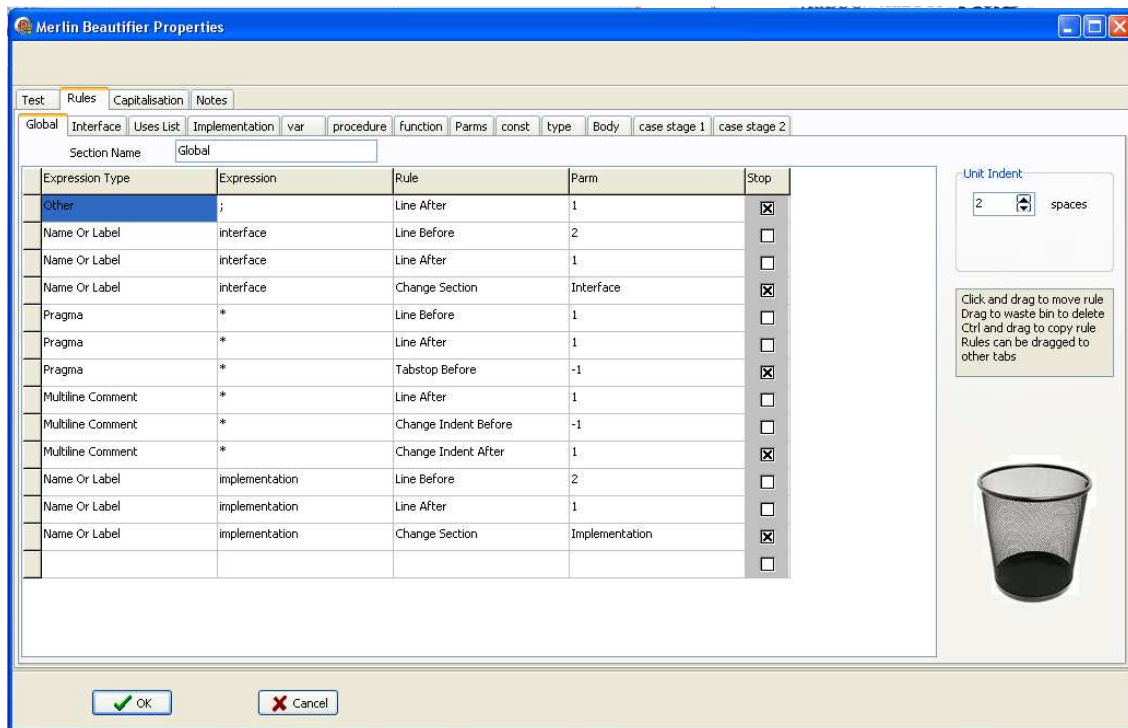 Merlin Beautifier Properties
Test Rules Capitalisation Notes
Global Interface Uses List Implementation var procedure function Parms const type Body case stage 1 case stage 2
Section Name Global
Expression Type Expression Rule Parm Stop
Other ; Line After 1
Name Or Label interface Line Before 2
Name Or Label interface Line After 1
Name Or Label interface Change Section Interface
Pragma * Line Before 1
Pragma * Line After 1
Pragma * Tabstop Before -1
Multiline Comment * Line After 1
Multiline Comment * Change Indent Before -1
Multiline Comment * Change Indent After 1
Name Or Label implementation Line Before 2
Name Or Label implementation Line After 1
Name Or Label implementation Change Section Implementation
Unit Indent
2 spaces
Click and drag to move rule
Drag to waste bin to delete
Ctrl and drag to copy rule
Rules can be dragged to
other tabs
OK Cancel